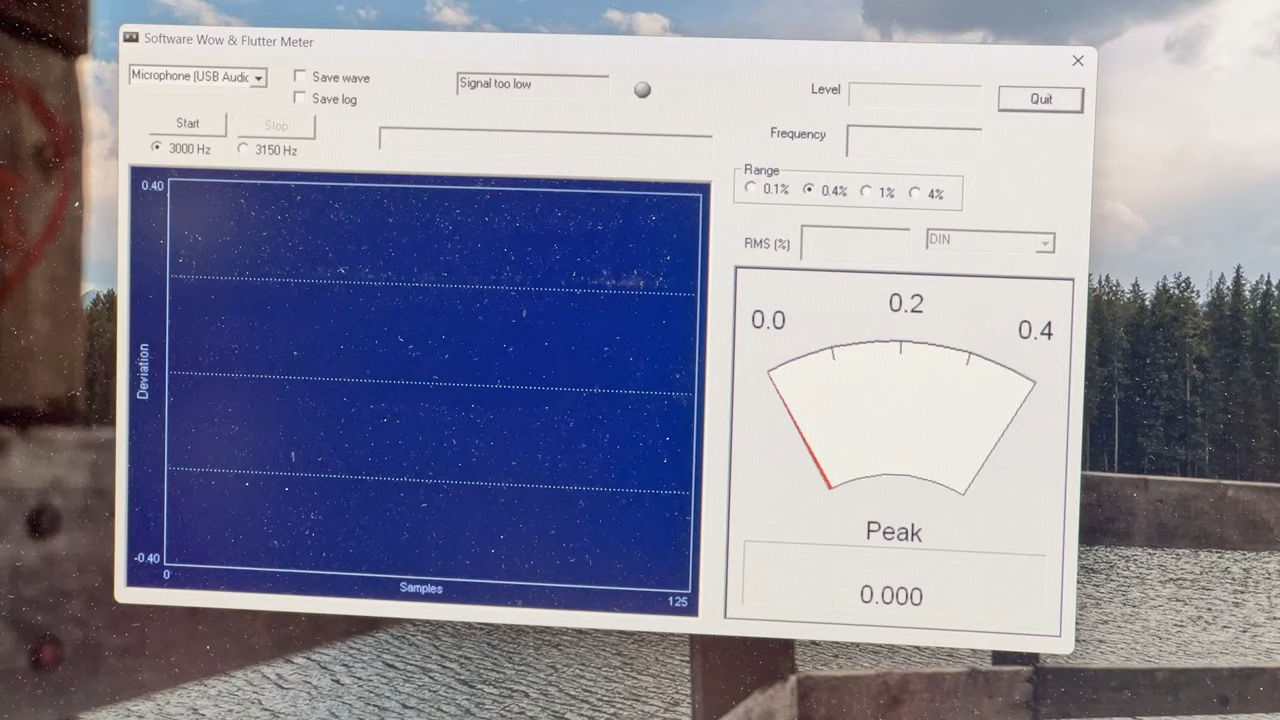 Software Wow & Flutter Meter
Microphone (USB Audic
Save wave
Save log
Signal too low
Level
Quit
Start
Stop
Frequency
3000 Hz
3150 Hz
Range
0.1%
0.4%
1%
4%
RMS (%)
DIN
0.40
Deviation
-0.40
0
Samples
125
0.0
0.2
0.4
Peak
0.000